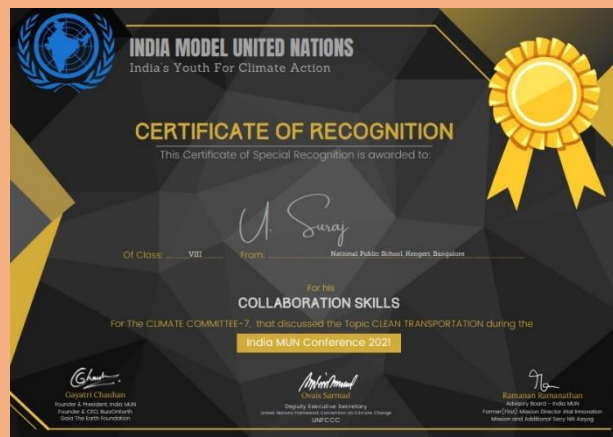 INDIA MODEL UNITED NATIONS
India's Youth For Climate Action
CERTIFICATE OF RECOGNITION
This Certificate of Special Recognition is awarded to:
U. Suraj
Of Class: VIII From: National Public School, Kengeri, Bangalore
For his
COLLABORATION SKILLS
For The CLIMATE COMMITTEE-7, that discussed the Topic CLEAN TRANSPORTATION during the
India MUN Conference 2021
Gayatri Chauhan
Founder & President, India MUN
Founder & CEO, BuzzOnEarth
Gaia The Earth Foundation
Ovais Sarmad
Deputy Executive Secretary
United Nations Framework Convention on Climate Change
UNFCCC
Ramanan Ramanathan
Advisory Board - India MUN
Former(First) Mission Director Atal Innovation
Mission and Additional Secy Niti Aayog